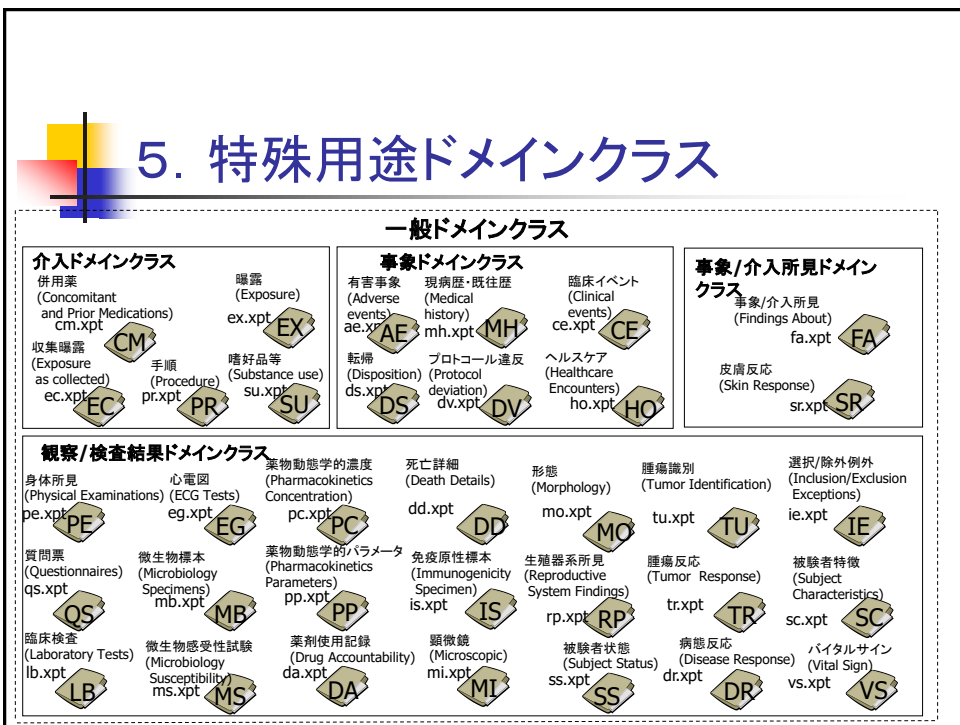 ５．特殊用途ドメインクラス
一般ドメインクラス
介入ドメインクラス
併用薬
(Concomitant
and Prior Medications)
cm.xpt
CM
曝露
(Exposure)
ex.xpt
EX
収集曝露
(Exposure
as collected)
ec.xpt
EC
手順
(Procedure)
pr.xpt
PR
嗜好品等
(Substance use)
su.xpt
SU
事象ドメインクラス
有害事象
(Adverse
events)
ae.xpt
AE
現病歴・既往歴
(Medical
history)
mh.xpt
MH
臨床イベント
(Clinical
events)
ce.xpt
CE
転帰
(Disposition)
ds.xpt
DS
プロトコール違反
(Protocol
deviation)
dv.xpt
DV
ヘルスケア
(Healthcare
Encounters)
ho.xpt
HO
事象/介入所見ドメイン
クラス
事象/介入所見
(Findings About)
fa.xpt
FA
皮膚反応
(Skin Response)
sr.xpt
SR
観察/検査結果ドメインクラス
身体所見
(Physical Examinations)
pe.xpt
PE
心電図
(ECG Tests)
eg.xpt
EG
薬物動態学的濃度
(Pharmacokinetics
Concentration)
pc.xpt
PC
死亡詳細
(Death Details)
dd.xpt
DD
形態
(Morphology)
mo.xpt
MO
腫瘍識別
(Tumor Identification)
tu.xpt
TU
選択/除外例外
(Inclusion/Exclusion
Exceptions)
ie.xpt
IE
質問票
(Questionnaires)
qs.xpt
QS
微生物標本
(Microbiology
Specimens)
mb.xpt
MB
薬物動態学的パラメータ
(Pharmacokinetics
Parameters)
pp.xpt
PP
免疫原性標本
(Immunogenicity
Specimen)
is.xpt
IS
生殖器系所見
(Reproductive
System Findings)
rp.xpt
RP
腫瘍反応
(Tumor Response)
tr.xpt
TR
被験者特徴
(Subject
Characteristics)
sc.xpt
SC
臨床検査
(Laboratory Tests)
lb.xpt
LB
微生物感受性試験
(Microbiology
Susceptibility)
ms.xpt
MS
薬剤使用記録
(Drug Accountability)
da.xpt
DA
顕微鏡
(Microscopic)
mi.xpt
MI
被験者状態
(Subject Status)
ss.xpt
SS
病態反応
(Disease Response)
dr.xpt
DR
バイタルサイン
(Vital Sign)
vs.xpt
VS